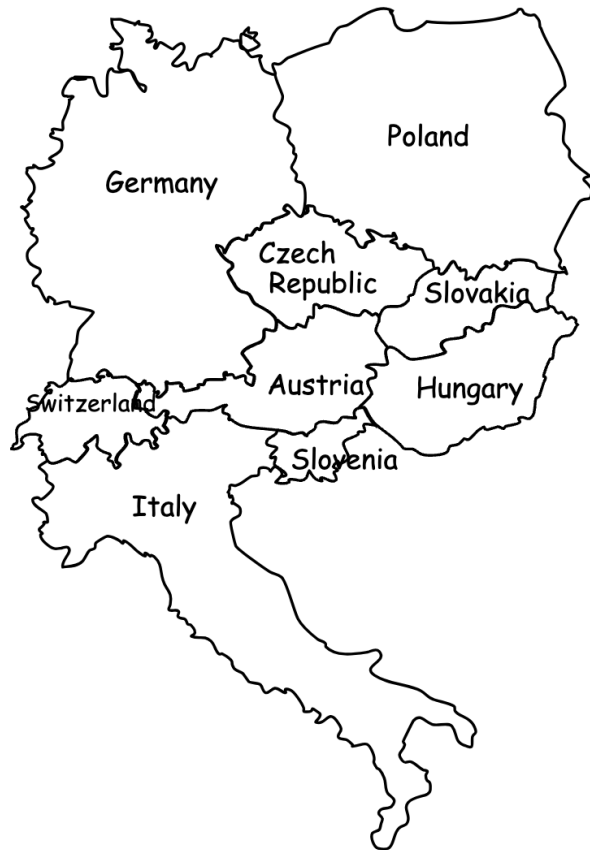 Poland
Germany
Czech
Republic
Slovakia
Austria
Hungary
Switzerland
Slovenia
Italy